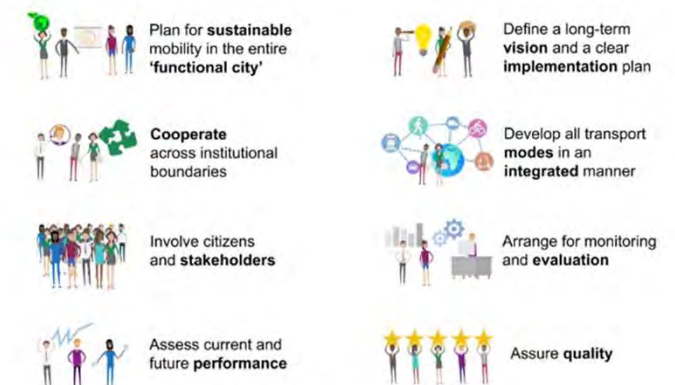 Plan for sustainable
mobility in the entire
‘functional city’
Cooperate
across institutional
boundaries
Involve citizens
and stakeholders
Assess current and
future performance
Define a long-term
vision and a clear
implementation plan
Develop all transport
modes in an
integrated manner
Arrange for monitoring
and evaluation
Assure quality